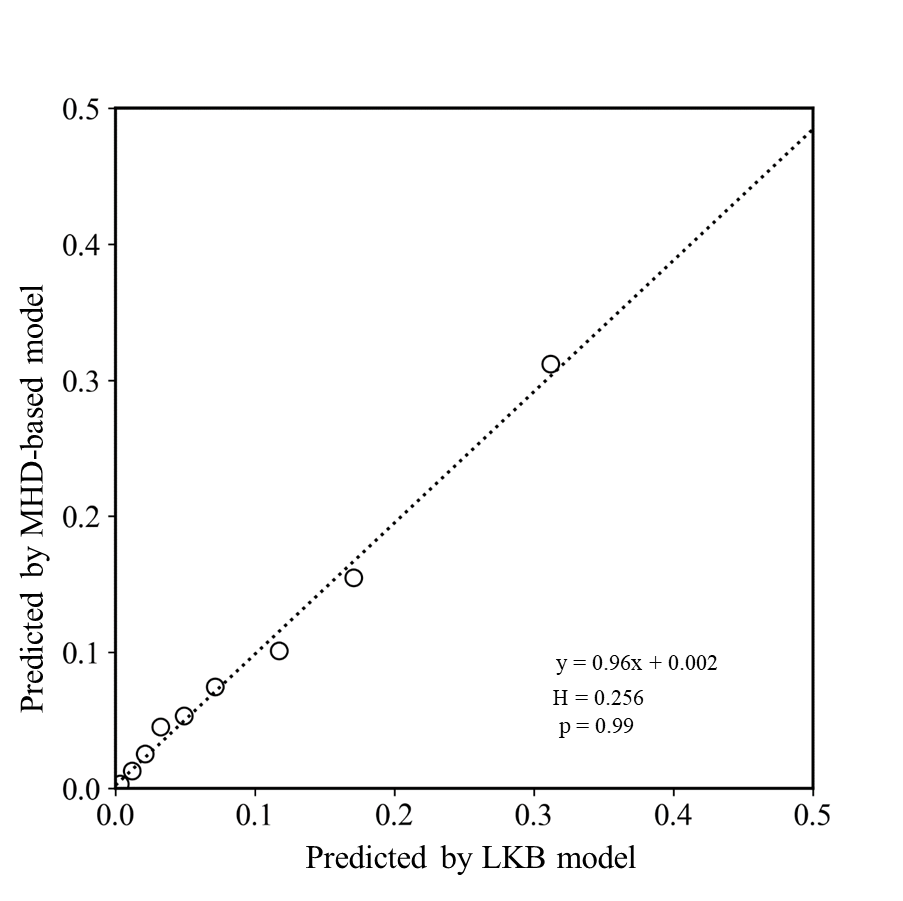 0.5
0.4
0.3
0.2
0.1
0.0
Predicted by MHD-based model
y = 0.96x + 0.002
H = 0.256
p = 0.99
0.0 0.1 0.2 0.3 0.4 0.5
Predicted by LKB model